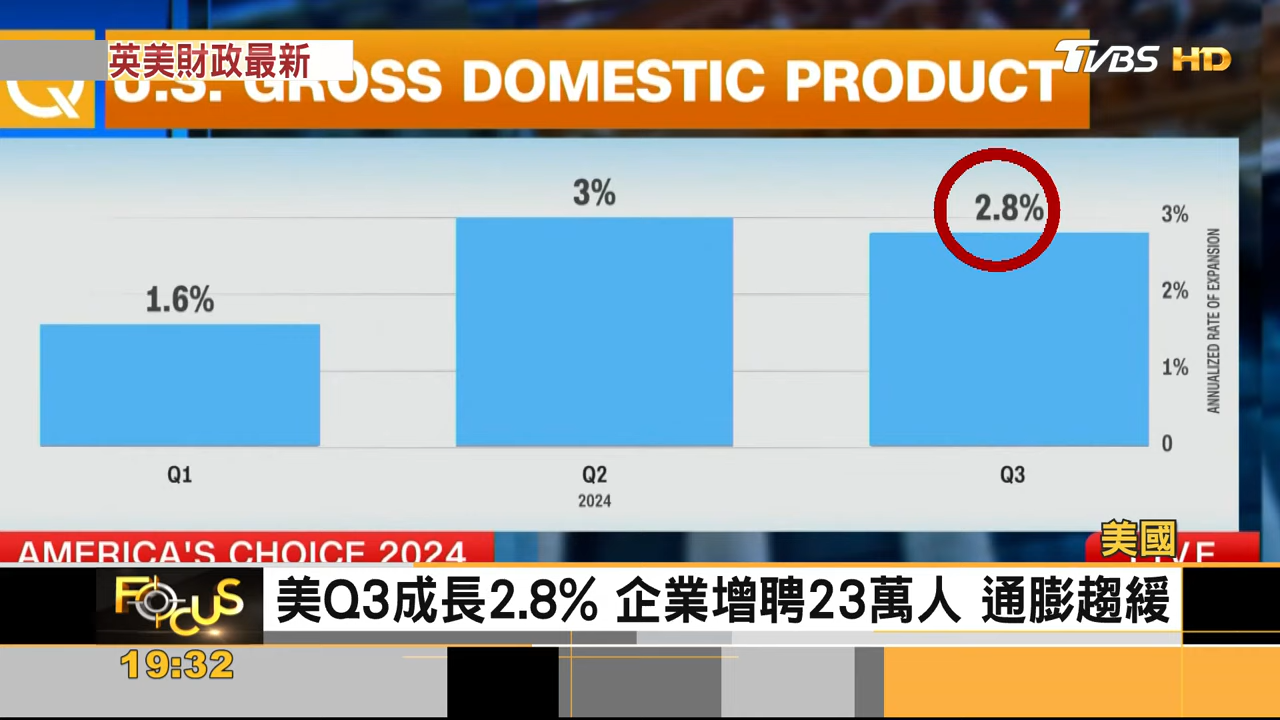 英美財政最新
TVBS HD
U.S. GROSS DOMESTIC PRODUCT
3%
2.8%
1.6%
3%
2%
1%
0
ANNUALIZED RATE OF EXPANSION
Q1
Q2
Q3
2024
AMERICA'S CHOICE 2024
美國
LIVE
FOCUS
美Q3成長2.8% 企業增聘23萬人 通膨趨緩
19:32